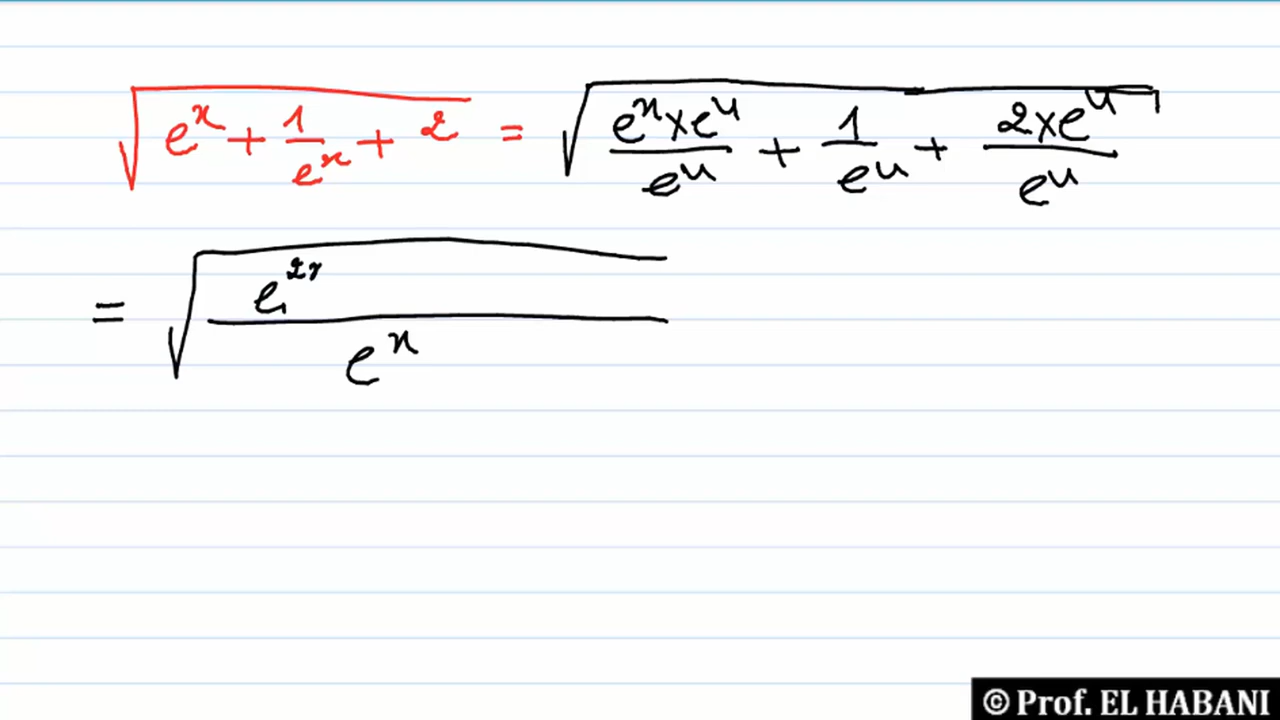 √(e^x + 1/e^x + 2) = √((e^x × e^x)/e^x + 1/e^x + (2 × e^x)/e^x)
= √(e^{2x}/e^x)
© Prof. EL HABANI